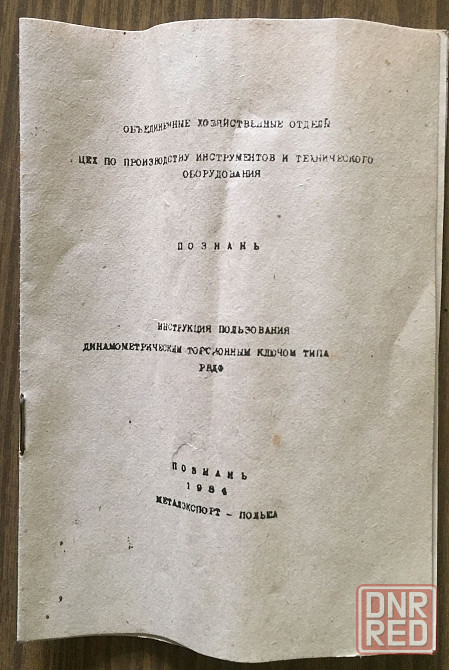 ОБЪЕДИНЕННЫЕ ХОЗЯЙСТВЕННЫЕ ОТДЕЛЫ
ЦЕХ ПО ПРОИЗВОДСТВУ ИНСТРУМЕНТОВ И ТЕХНИЧЕСКОГО
ОБОРУДОВАНИЯ
ПОЗНАНЬ
ИНСТРУКЦИЯ ПОЛЬЗОВАНИЯ
ДИНАМОМЕТРИЧЕСКИМ ТОРСИОННЫМ КЛЮЧОМ ТИПА
РВДФ
ПОЗНАНЬ
1984
МЕТАЛЭКСПОРТ - ПОЛЬША
DNR
RED